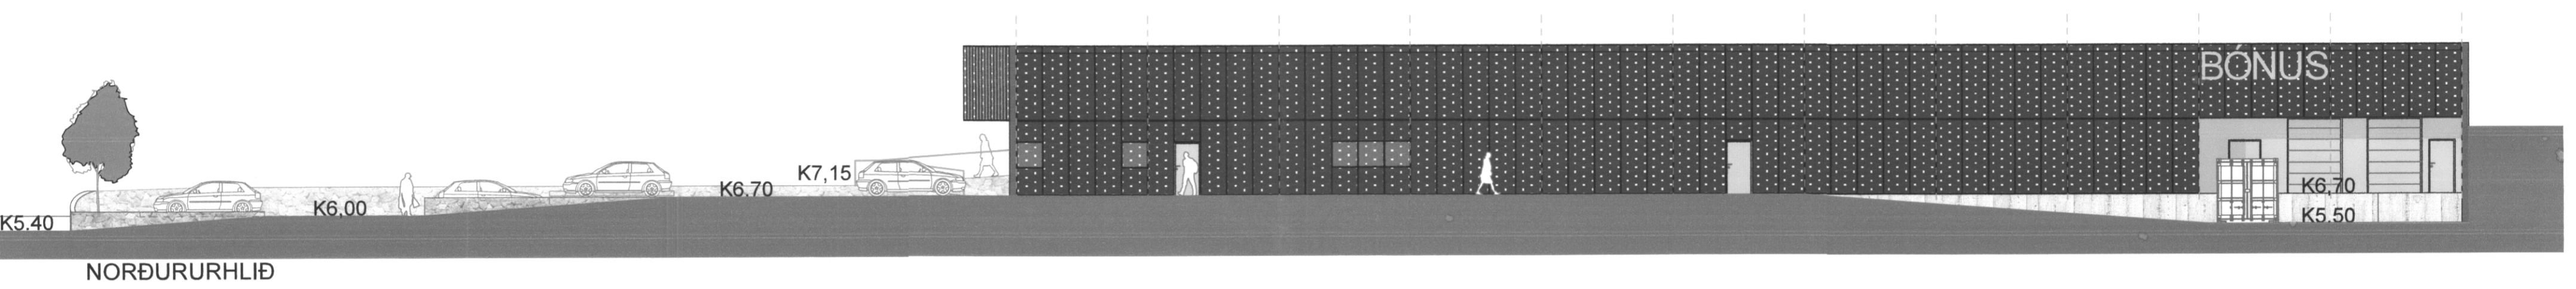 BÓNUS
K7,15
K6.70
K6,00
K5.40
K6,70
K5.50
NORÐURURHLIÐ